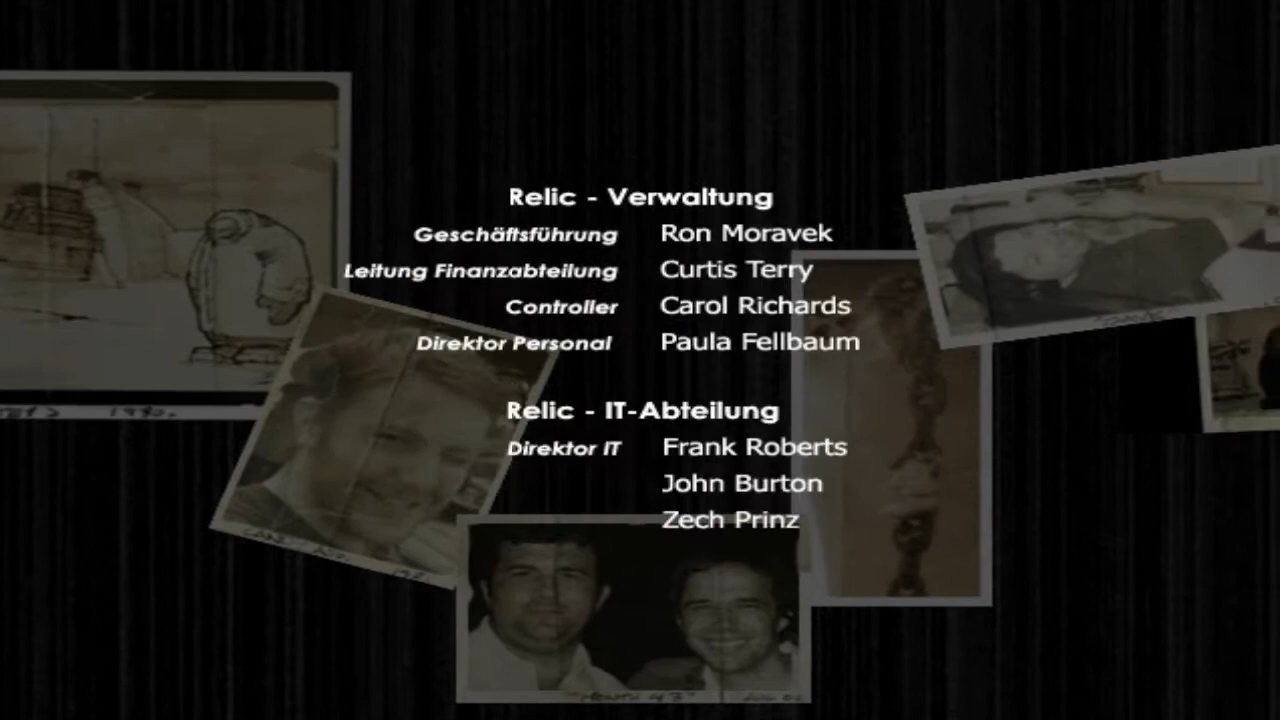 Relic - Verwaltung
Geschäftsführung Ron Moravek
Leitung Finanzabteilung Curtis Terry
Controller Carol Richards
Direktor Personal Paula Fellbaum
Relic - IT-Abteilung
Direktor IT Frank Roberts
John Burton
Zech Prinz
1980.